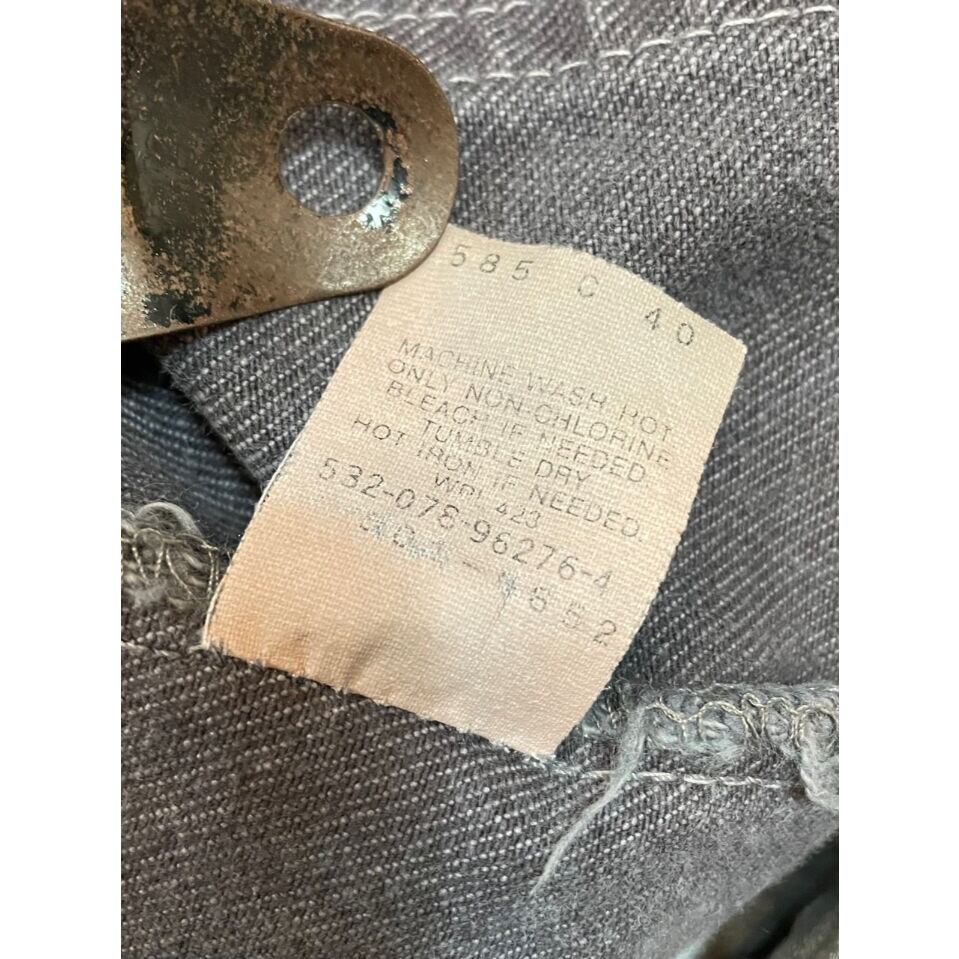 585 C 40
MACHINE WASH HOT
ONLY NON-CHLORINE
BLEACH IF NEEDED
TUMBLE DRY
HOT IRON IF NEEDED.
WPL 423
532-078-96276-4